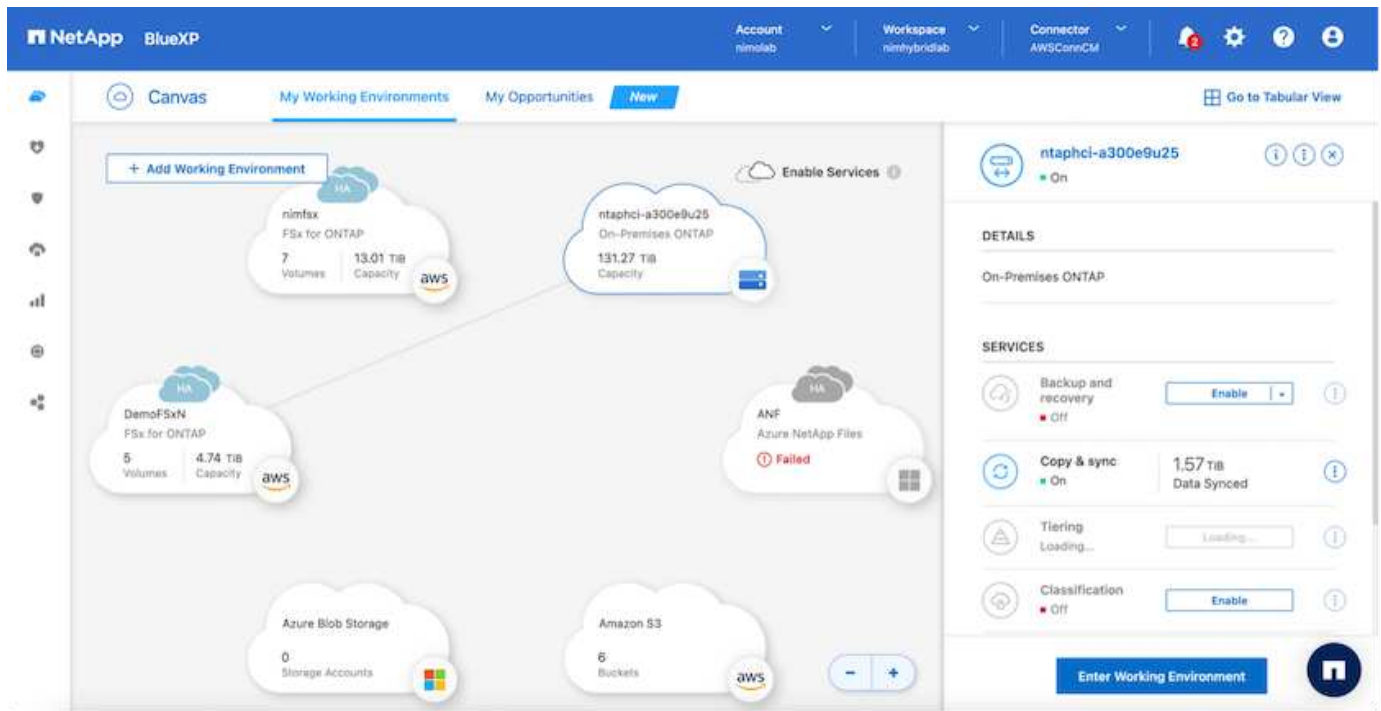 NetApp BlueXP
Account
nimolab
Workspace
nimhybridlab
Connector
AWSConnCM
2
Canvas
My Working Environments
My Opportunities
New
Go to Tabular View
+ Add Working Environment
Enable Services
HA
nimfsx
FSx for ONTAP
7
Volumes
13.01 TiB
Capacity
aws
ntaphci-a300e9u25
On-Premises ONTAP
131.27 TiB
Capacity
HA
DemoFSxN
FSx for ONTAP
5
Volumes
4.74 TiB
Capacity
aws
HA
ANF
Azure NetApp Files
Failed
Azure Blob Storage
0
Storage Accounts
Amazon S3
6
Buckets
aws
- +
ntaphci-a300e9u25
On
DETAILS
On-Premises ONTAP
SERVICES
Backup and
recovery
Off
Enable
Copy & sync
On
1.57 TiB
Data Synced
Tiering
Loading...
Loading...
Classification
Off
Enable
Enter Working Environment